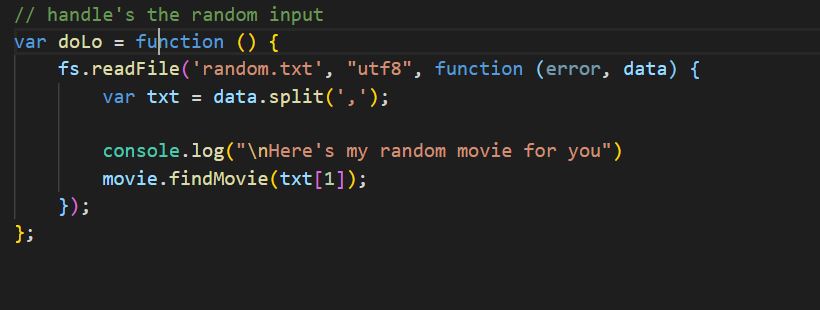 // handle's the random input
var doLo = function () {
    fs.readFile('random.txt', "utf8", function (error, data) {
        var txt = data.split(',');
        console.log("\nHere's my random movie for you")
        movie.findMovie(txt[1]);
    });
};